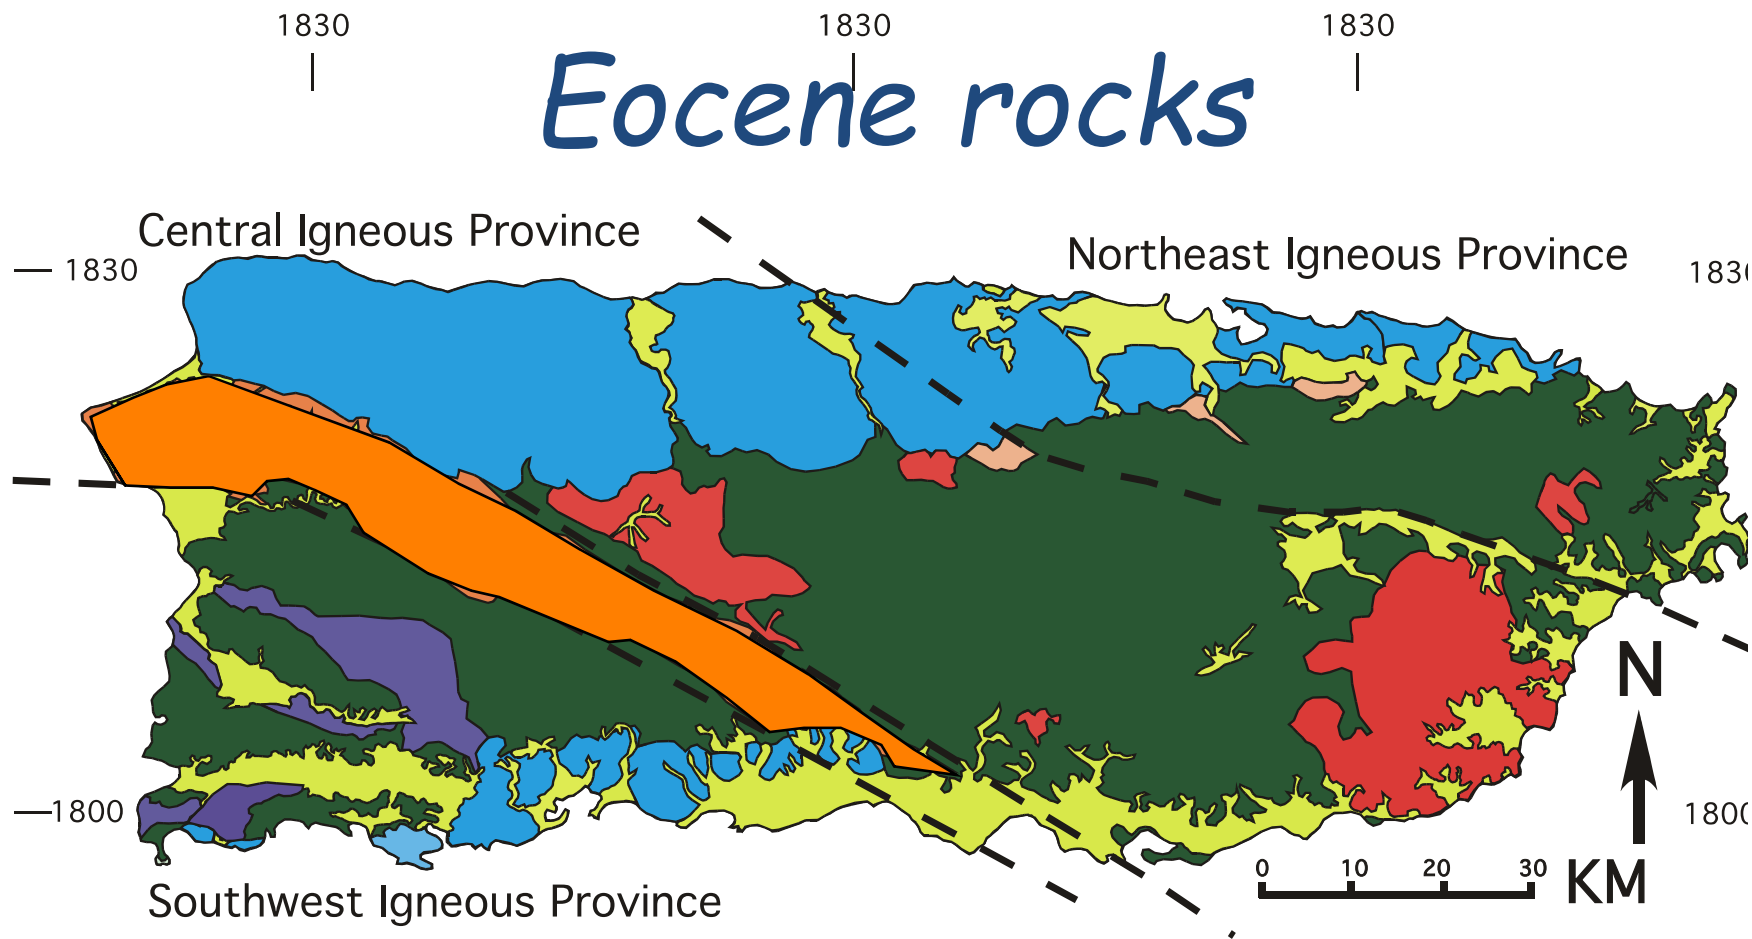 1830 1830 1830
Eocene rocks
Central Igneous Province
Northeast Igneous Province
1830 1830
N
1800 1800
0 10 20 30 KM
Southwest Igneous Province